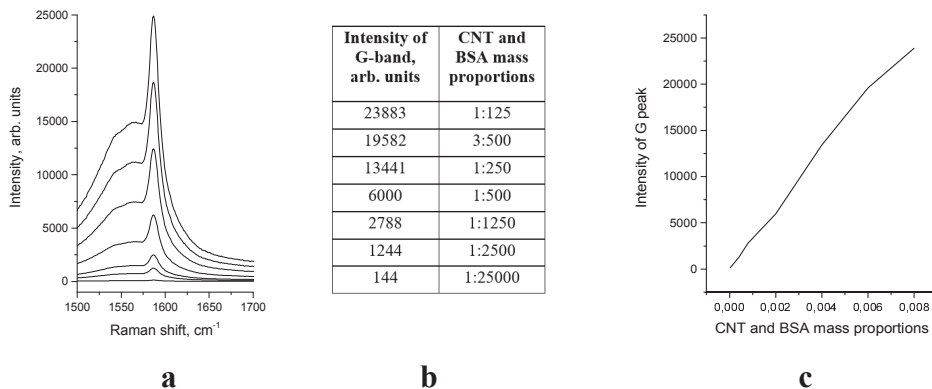 25000
20000
15000
10000
5000
0
Intensity, arb. units
1500 1550 1600 1650 1700
Raman shift, cm-1
a
Intensity of G-band, arb. units CNT and BSA mass proportions
23883 1:125
19582 3:500
13441 1:250
6000 1:500
2788 1:1250
1244 1:2500
144 1:25000
b
25000
20000
15000
10000
5000
0
Intensity of G peak
0,000 0,002 0,004 0,006 0,008
CNT and BSA mass proportions
c